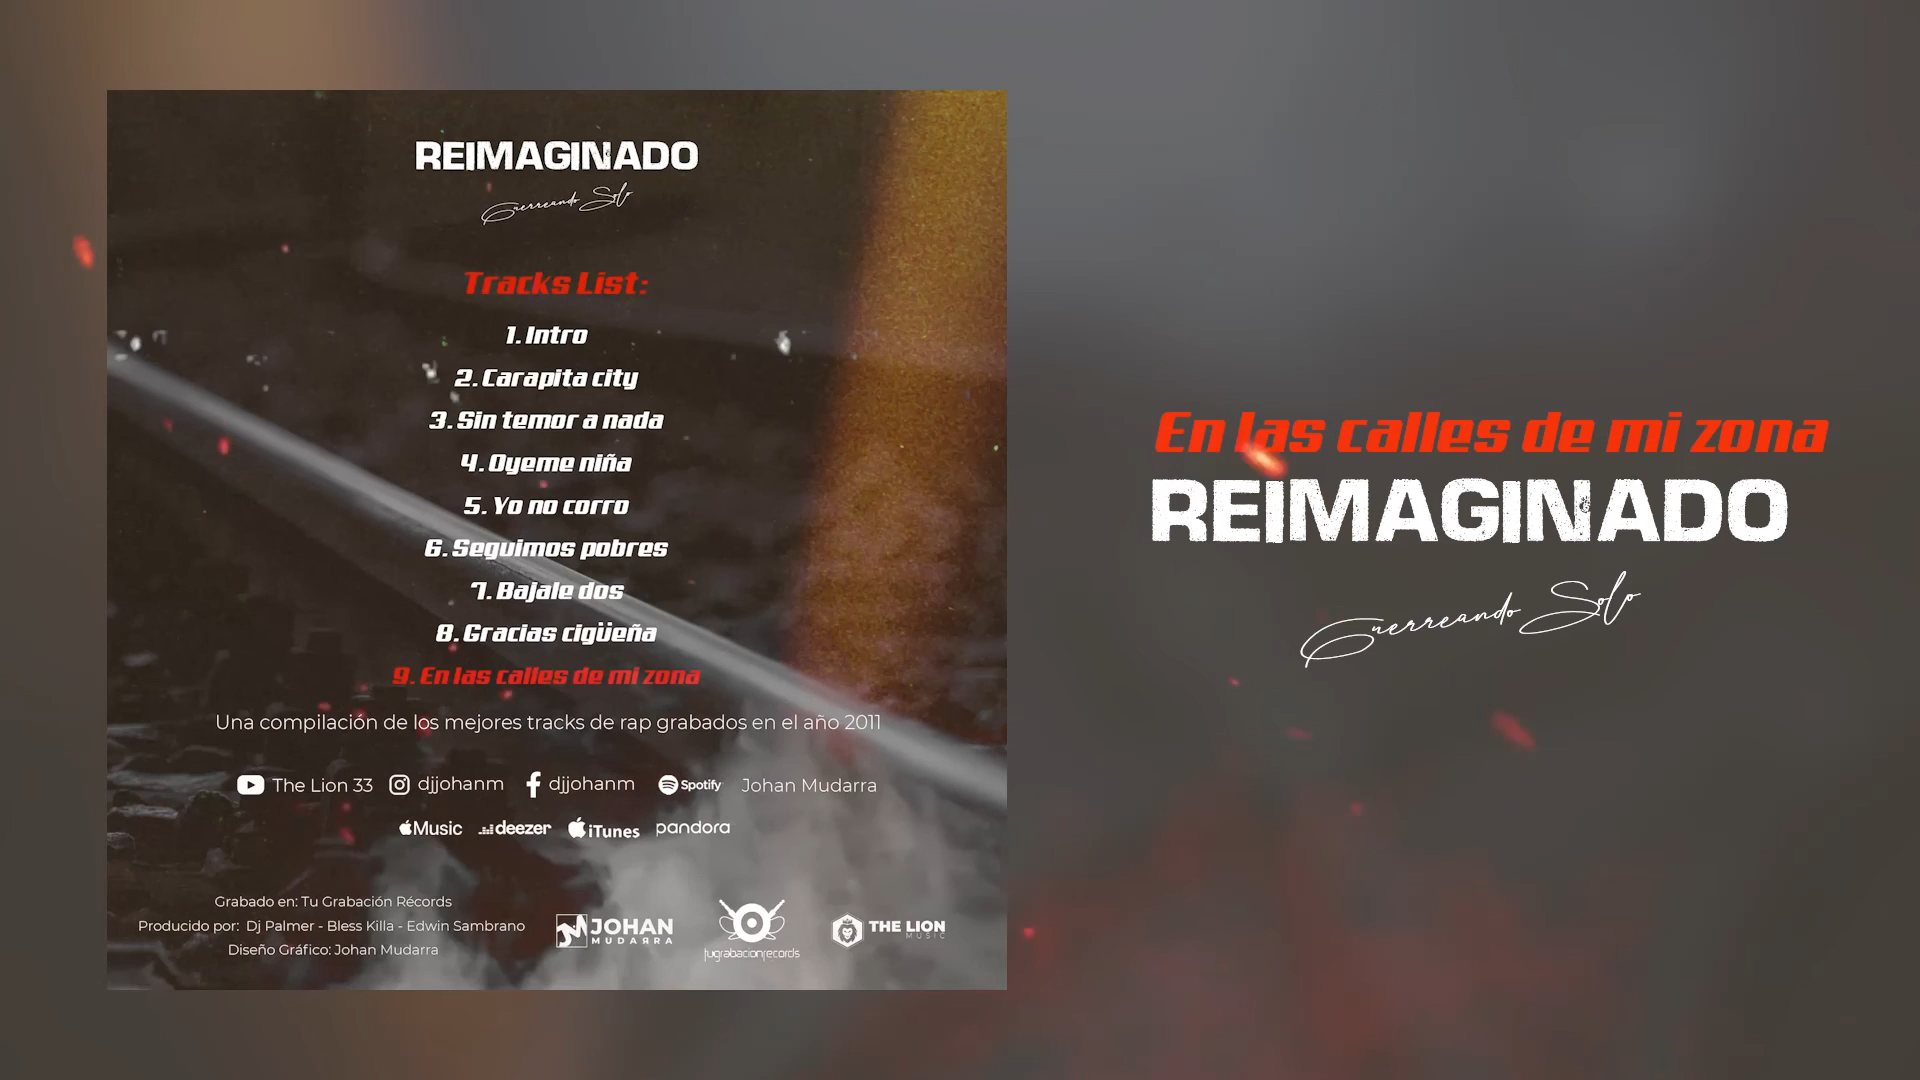 REIMAGINADO
Guerreando Solo
Tracks List:
1. Intro
2. Carapita city
3. Sin temor a nada
4. Oyeme niña
5. Yo no corro
6. Seguimos pobres
7. Bajale dos
8. Gracias cigüeña
9. En las calles de mi zona
Una compilación de los mejores tracks de rap grabados en el año 2011
The Lion 33 djjohanm djjohanm Spotify Johan Mudarra
Music deezer iTunes pandora
Grabado en: Tu Grabación Récords
Producido por: Dj Palmer - Bless Killa - Edwin Sambrano
Diseño Gráfico: Johan Mudarra
JOHAN
MUDARRA
tugrabacionrecords
THE LION
MUSIC
En las calles de mi zona
REIMAGINADO
Guerreando Solo